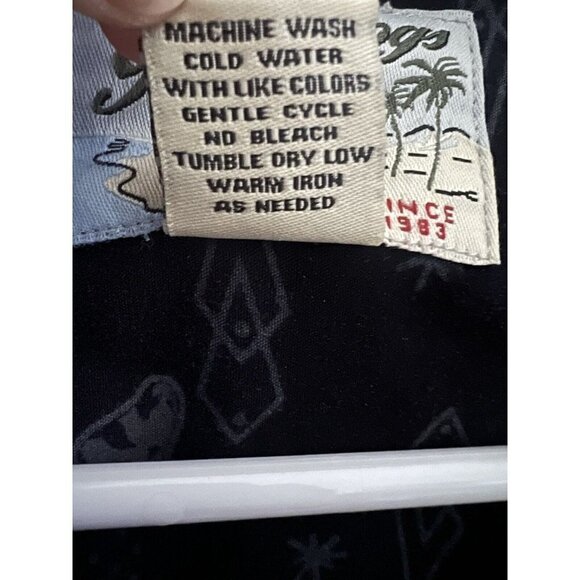 MACHINE WASH
COLD WATER
WITH LIKE COLORS
GENTLE CYCLE
NO BLEACH
TUMBLE DRY LOW
WARM IRON
AS NEEDED
INCE
1983